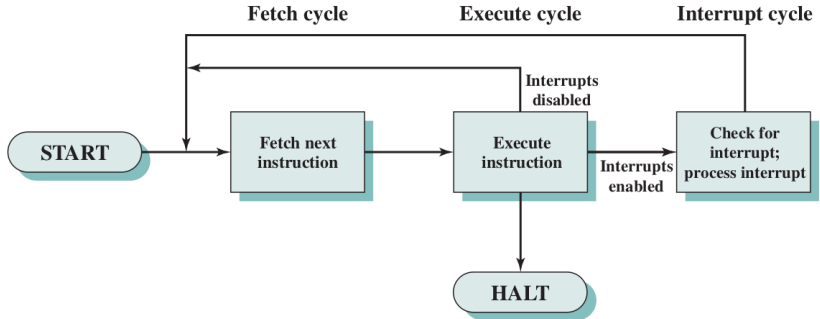 Fetch cycle
Execute cycle
Interrupt cycle
Interrupts
disabled
START
Fetch next
instruction
Execute
instruction
Interrupts
enabled
Check for
interrupt;
process interrupt
HALT